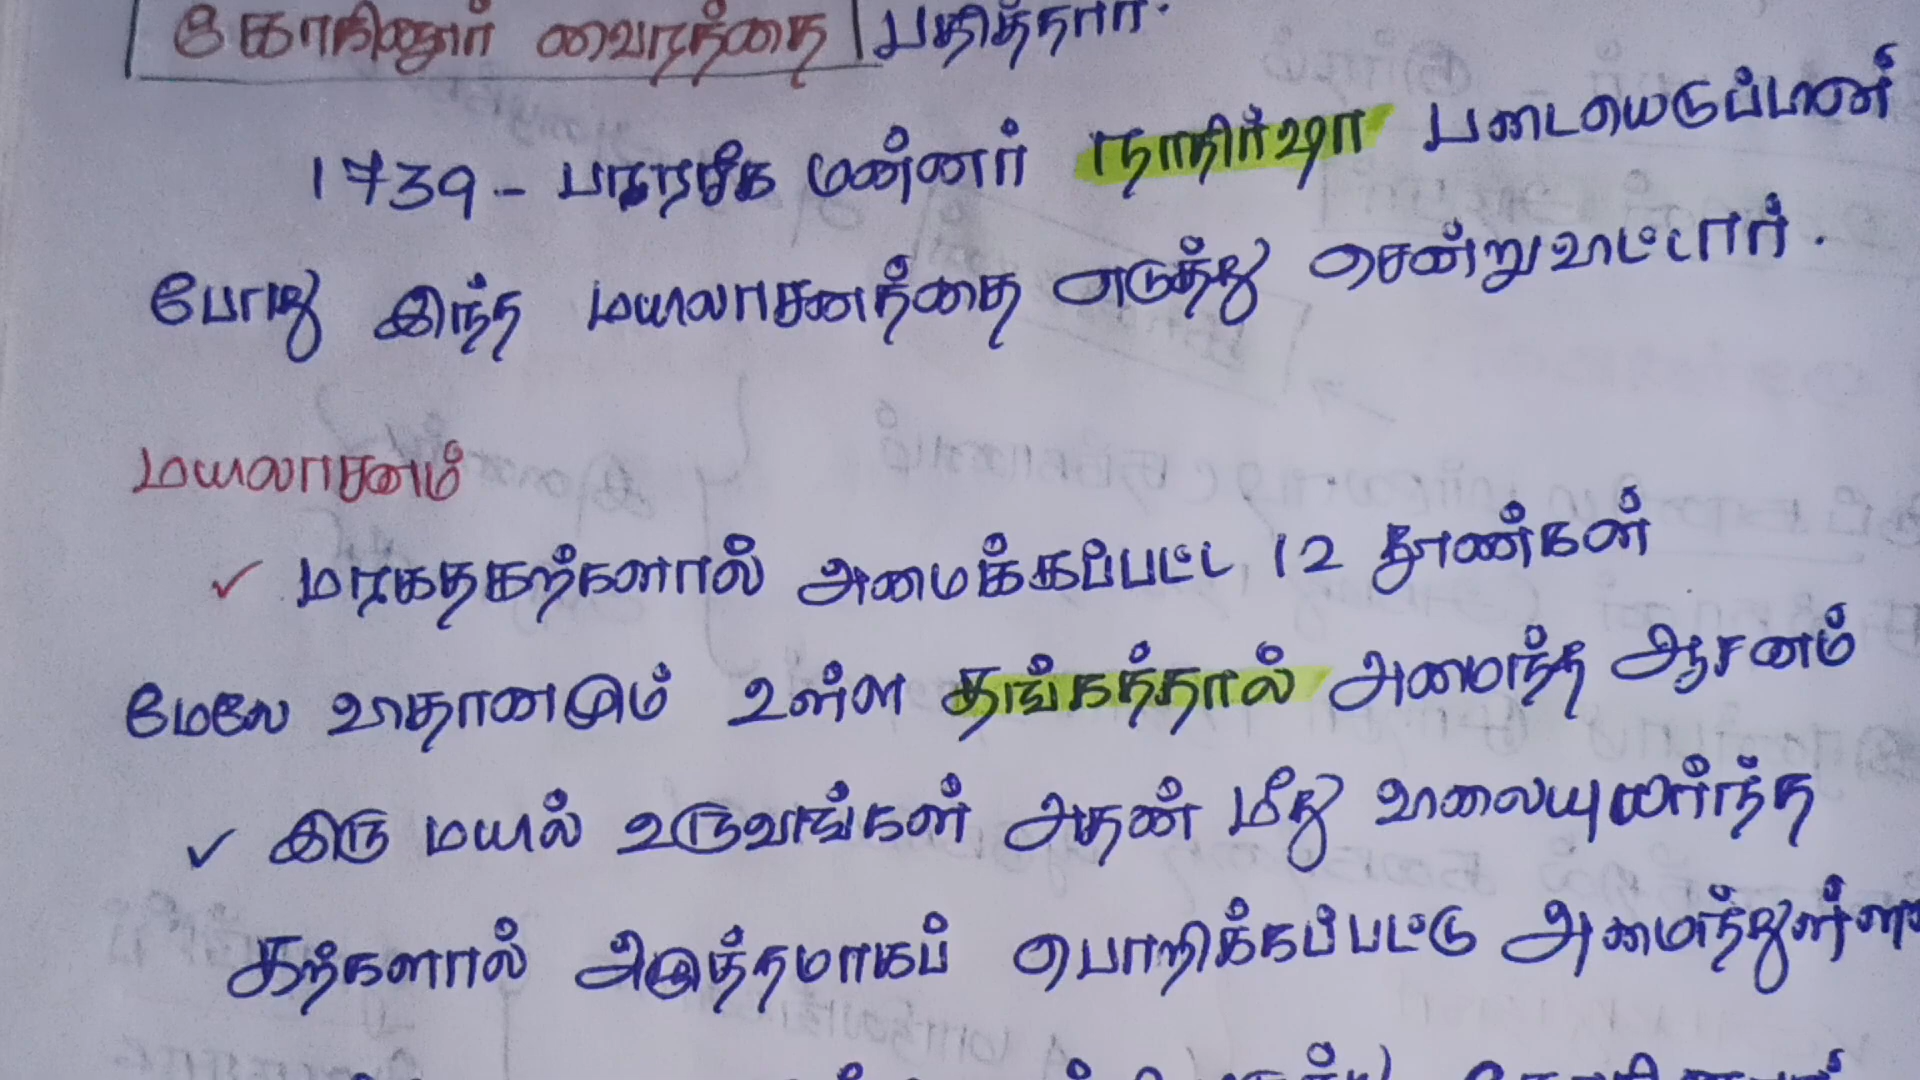 கோகினூர் வைரத்தை பதித்தார்.
1739 - பாரசீக மன்னர் நாதிர்ஷா படையெடுப்பின்
போது இந்த மயிலாசனத்தை எடுத்து சென்றுவிட்டார்.
மயிலாசனம்
✓ மரகதகற்களால் அமைக்கப்பட்ட 12 தூண்கள்
மேலே விதானமும் உள்ள தங்கத்தால் அமைந்த ஆசனம்
✓ இரு மயில் உருவங்கள் அதன் மீது விலையுயர்ந்த
கற்களால் அழுத்தமாகப் பொறிக்கப்பட்டு அமைந்துள்ள